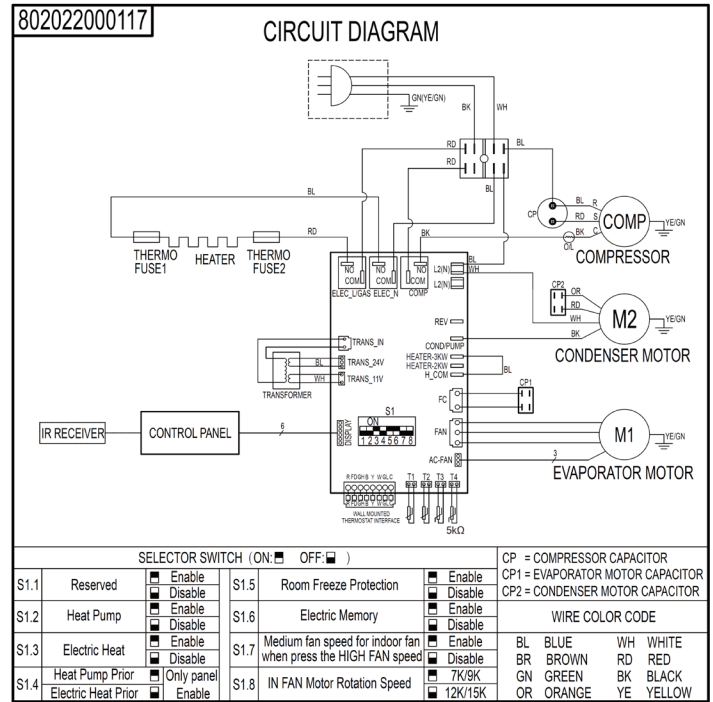 802022000117
CIRCUIT DIAGRAM
GN(YE/GN)
BK WH
RD BL
RD
BL
BL
RD
BK
CP
BL R
RD S
BK C
OIL
COMP
YE/GN
COMPRESSOR
THERMO FUSE1
HEATER
THERMO FUSE2
NO NO NO
COM COM COM
ELEC_L/GAS ELEC_N COMP
L2(N)
L2(N)
BL
WH
CP2
OR
RD
WH
BK
M2
YE/GN
CONDENSER MOTOR
REV
COND/PUMP
HEATER-3KW
HEATER-2KW
H_COM
BL
TRANS_IN
TRANS_24V
TRANS_11V
BL
WH
TRANSFORMER
CP1
FC
FAN
AC-FAN
3
M1
YE/GN
EVAPORATOR MOTOR
IR RECEIVER
CONTROL PANEL
6
DISPLAY
S1
ON
1 2 3 4 5 6 7 8
R FDGHB Y WGLC
R FDGHB Y WGLC
WALL MOUNTED
THERMOSTAT INTERFACE
T1 T2 T3 T4
5kΩ
SELECTOR SWITCH (ON: OFF: )
S1.1 Reserved Enable
Disable
S1.2 Heat Pump Enable
Disable
S1.3 Electric Heat Enable
Disable
S1.4 Heat Pump Prior Only panel
Electric Heat Prior Enable
S1.5 Room Freeze Protection Enable
Disable
S1.6 Electric Memory Enable
Disable
S1.7 Medium fan speed for indoor fan Enable
when press the HIGH FAN speed Disable
S1.8 IN FAN Motor Rotation Speed 7K/9K
12K/15K
CP = COMPRESSOR CAPACITOR
CP1 = EVAPORATOR MOTOR CAPACITOR
CP2 = CONDENSER MOTOR CAPACITOR
WIRE COLOR CODE
BL BLUE WH WHITE
BR BROWN RD RED
GN GREEN BK BLACK
OR ORANGE YE YELLOW